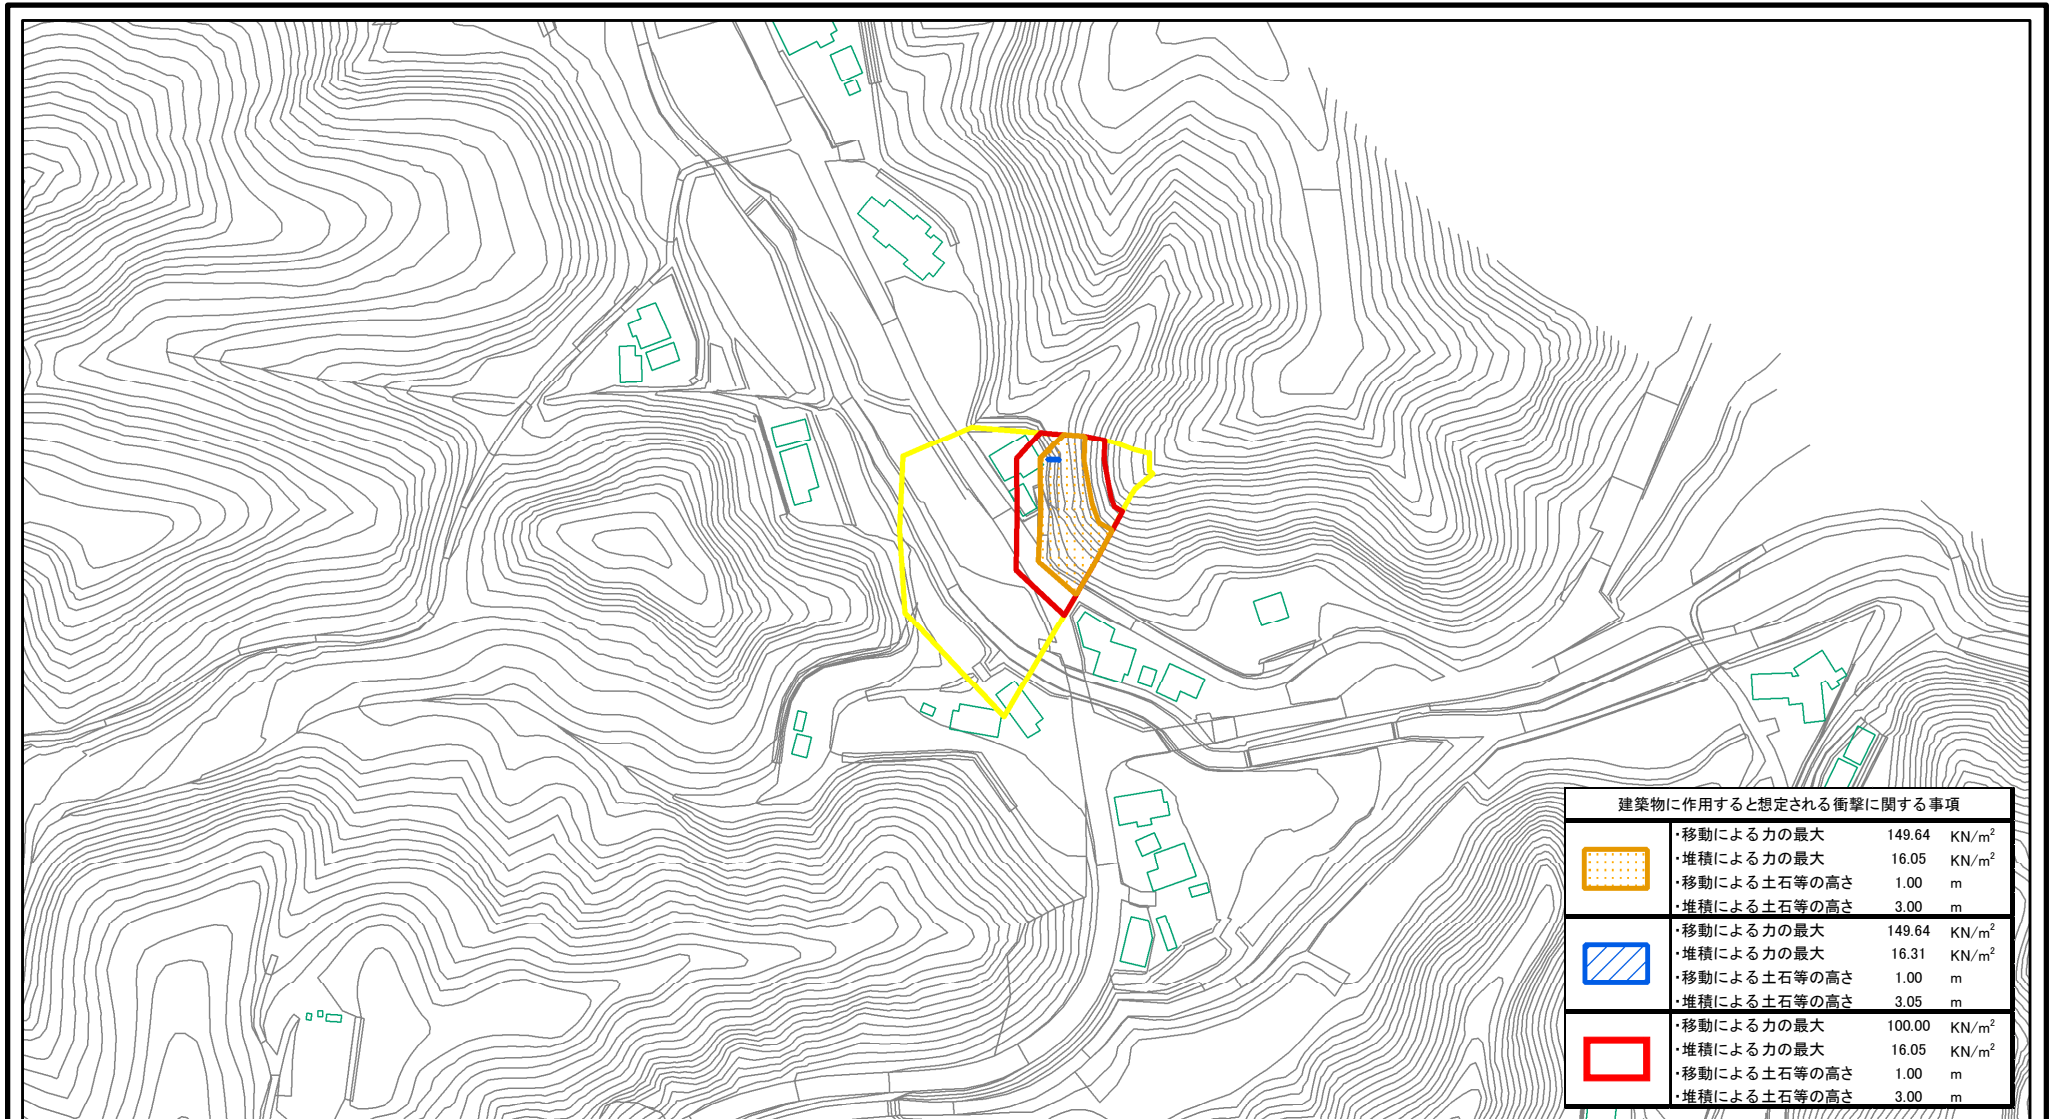 建築物に作用すると想定される衝撃に関する事項
・移動による力の最大 149.64 KN/m²
・堆積による力の最大 16.05 KN/m²
・移動による土石等の高さ 1.00 m
・堆積による土石等の高さ 3.00 m
・移動による力の最大 149.64 KN/m²
・堆積による力の最大 16.31 KN/m²
・移動による土石等の高さ 1.00 m
・堆積による土石等の高さ 3.05 m
・移動による力の最大 100.00 KN/m²
・堆積による力の最大 16.05 KN/m²
・移動による土石等の高さ 1.00 m
・堆積による土石等の高さ 3.00 m